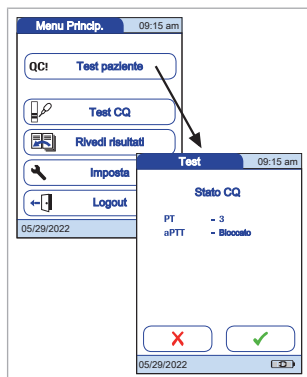 Menu Princip. 09:15 am
QC! Test paziente
Test CQ
Rivedi risultati
Imposta
Logout
05/29/2022
Test 09:15 am
Stato CQ
PT - 3
aPTT - Bloccato
05/29/2022